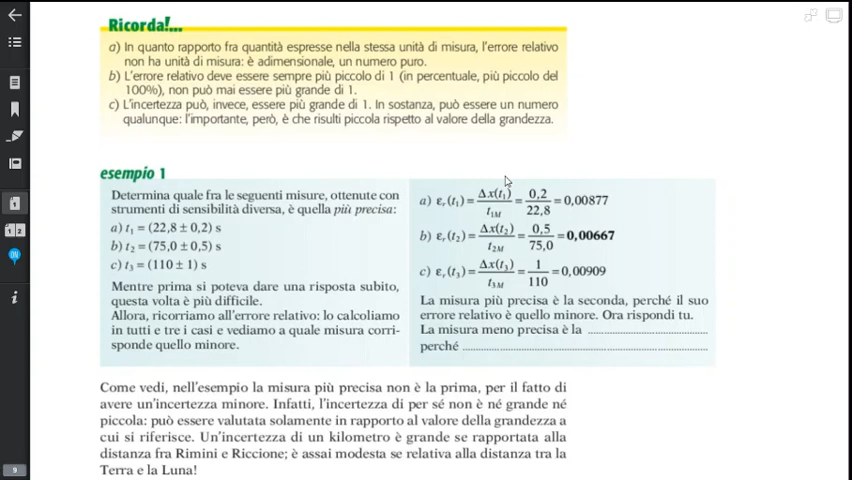 Ricorda!...
a) In quanto rapporto fra quantità espresse nella stessa unità di misura, l'errore relativo
non ha unità di misura: è adimensionale, un numero puro.
b) L'errore relativo deve essere sempre più piccolo di 1 (in percentuale, più piccolo del
100%), non può mai essere più grande di 1.
c) L'incertezza può, invece, essere più grande di 1. In sostanza, può essere un numero
qualunque: l'importante, però, è che risulti piccola rispetto al valore della grandezza.
esempio 1
Determina quale fra le seguenti misure, ottenute con
strumenti di sensibilità diversa, è quella più precisa:
a) t₁ = (22,8 ± 0,2) s
b) t₂ = (75,0 ± 0,5) s
c) t₃ = (110 ± 1) s
Mentre prima si poteva dare una risposta subito,
questa volta è più difficile.
Allora, ricorriamo all'errore relativo: lo calcoliamo
in tutti e tre i casi e vediamo a quale misura corri-
sponde quello minore.
a) εᵣ(t₁) = Δx(t₁)/t₁M = 0,2/22,8 = 0,00877
b) εᵣ(t₂) = Δx(t₂)/t₂M = 0,5/75,0 = 0,00667
c) εᵣ(t₃) = Δx(t₃)/t₃M = 1/110 = 0,00909
La misura più precisa è la seconda, perché il suo
errore relativo è quello minore. Ora rispondi tu.
La misura meno precisa è la ..............................
perché ..............................
Come vedi, nell'esempio la misura più precisa non è la prima, per il fatto di
avere un'incertezza minore. Infatti, l'incertezza di per sé non è né grande né
piccola: può essere valutata solamente in rapporto al valore della grandezza a
cui si riferisce. Un'incertezza di un kilometro è grande se rapportata alla
distanza fra Rimini e Riccione; è assai modesta se relativa alla distanza tra la
Terra e la Luna!
1
1 2
9